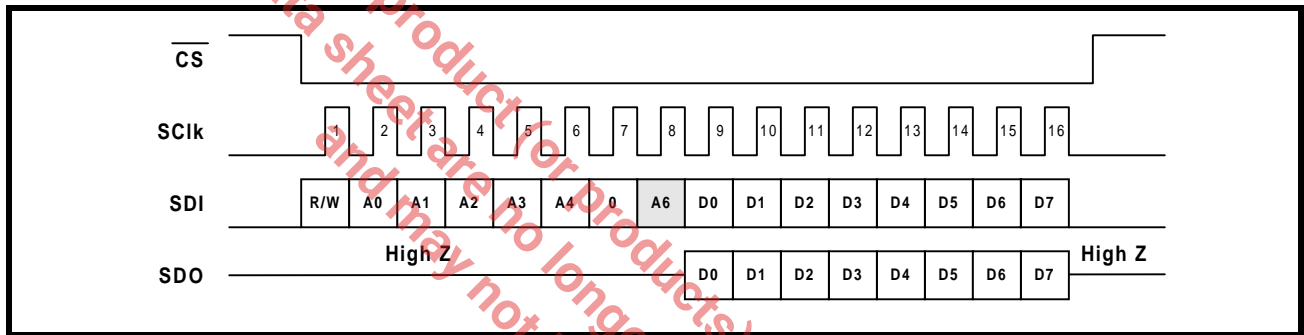 CS
SClk 1 2 3 4 5 6 7 8 9 10 11 12 13 14 15 16
SDI R/W A0 A1 A2 A3 A4 0 A6 D0 D1 D2 D3 D4 D5 D6 D7
High Z High Z
SDO D0 D1 D2 D3 D4 D5 D6 D7
product (or products)
ta sheet are no longe
and may not